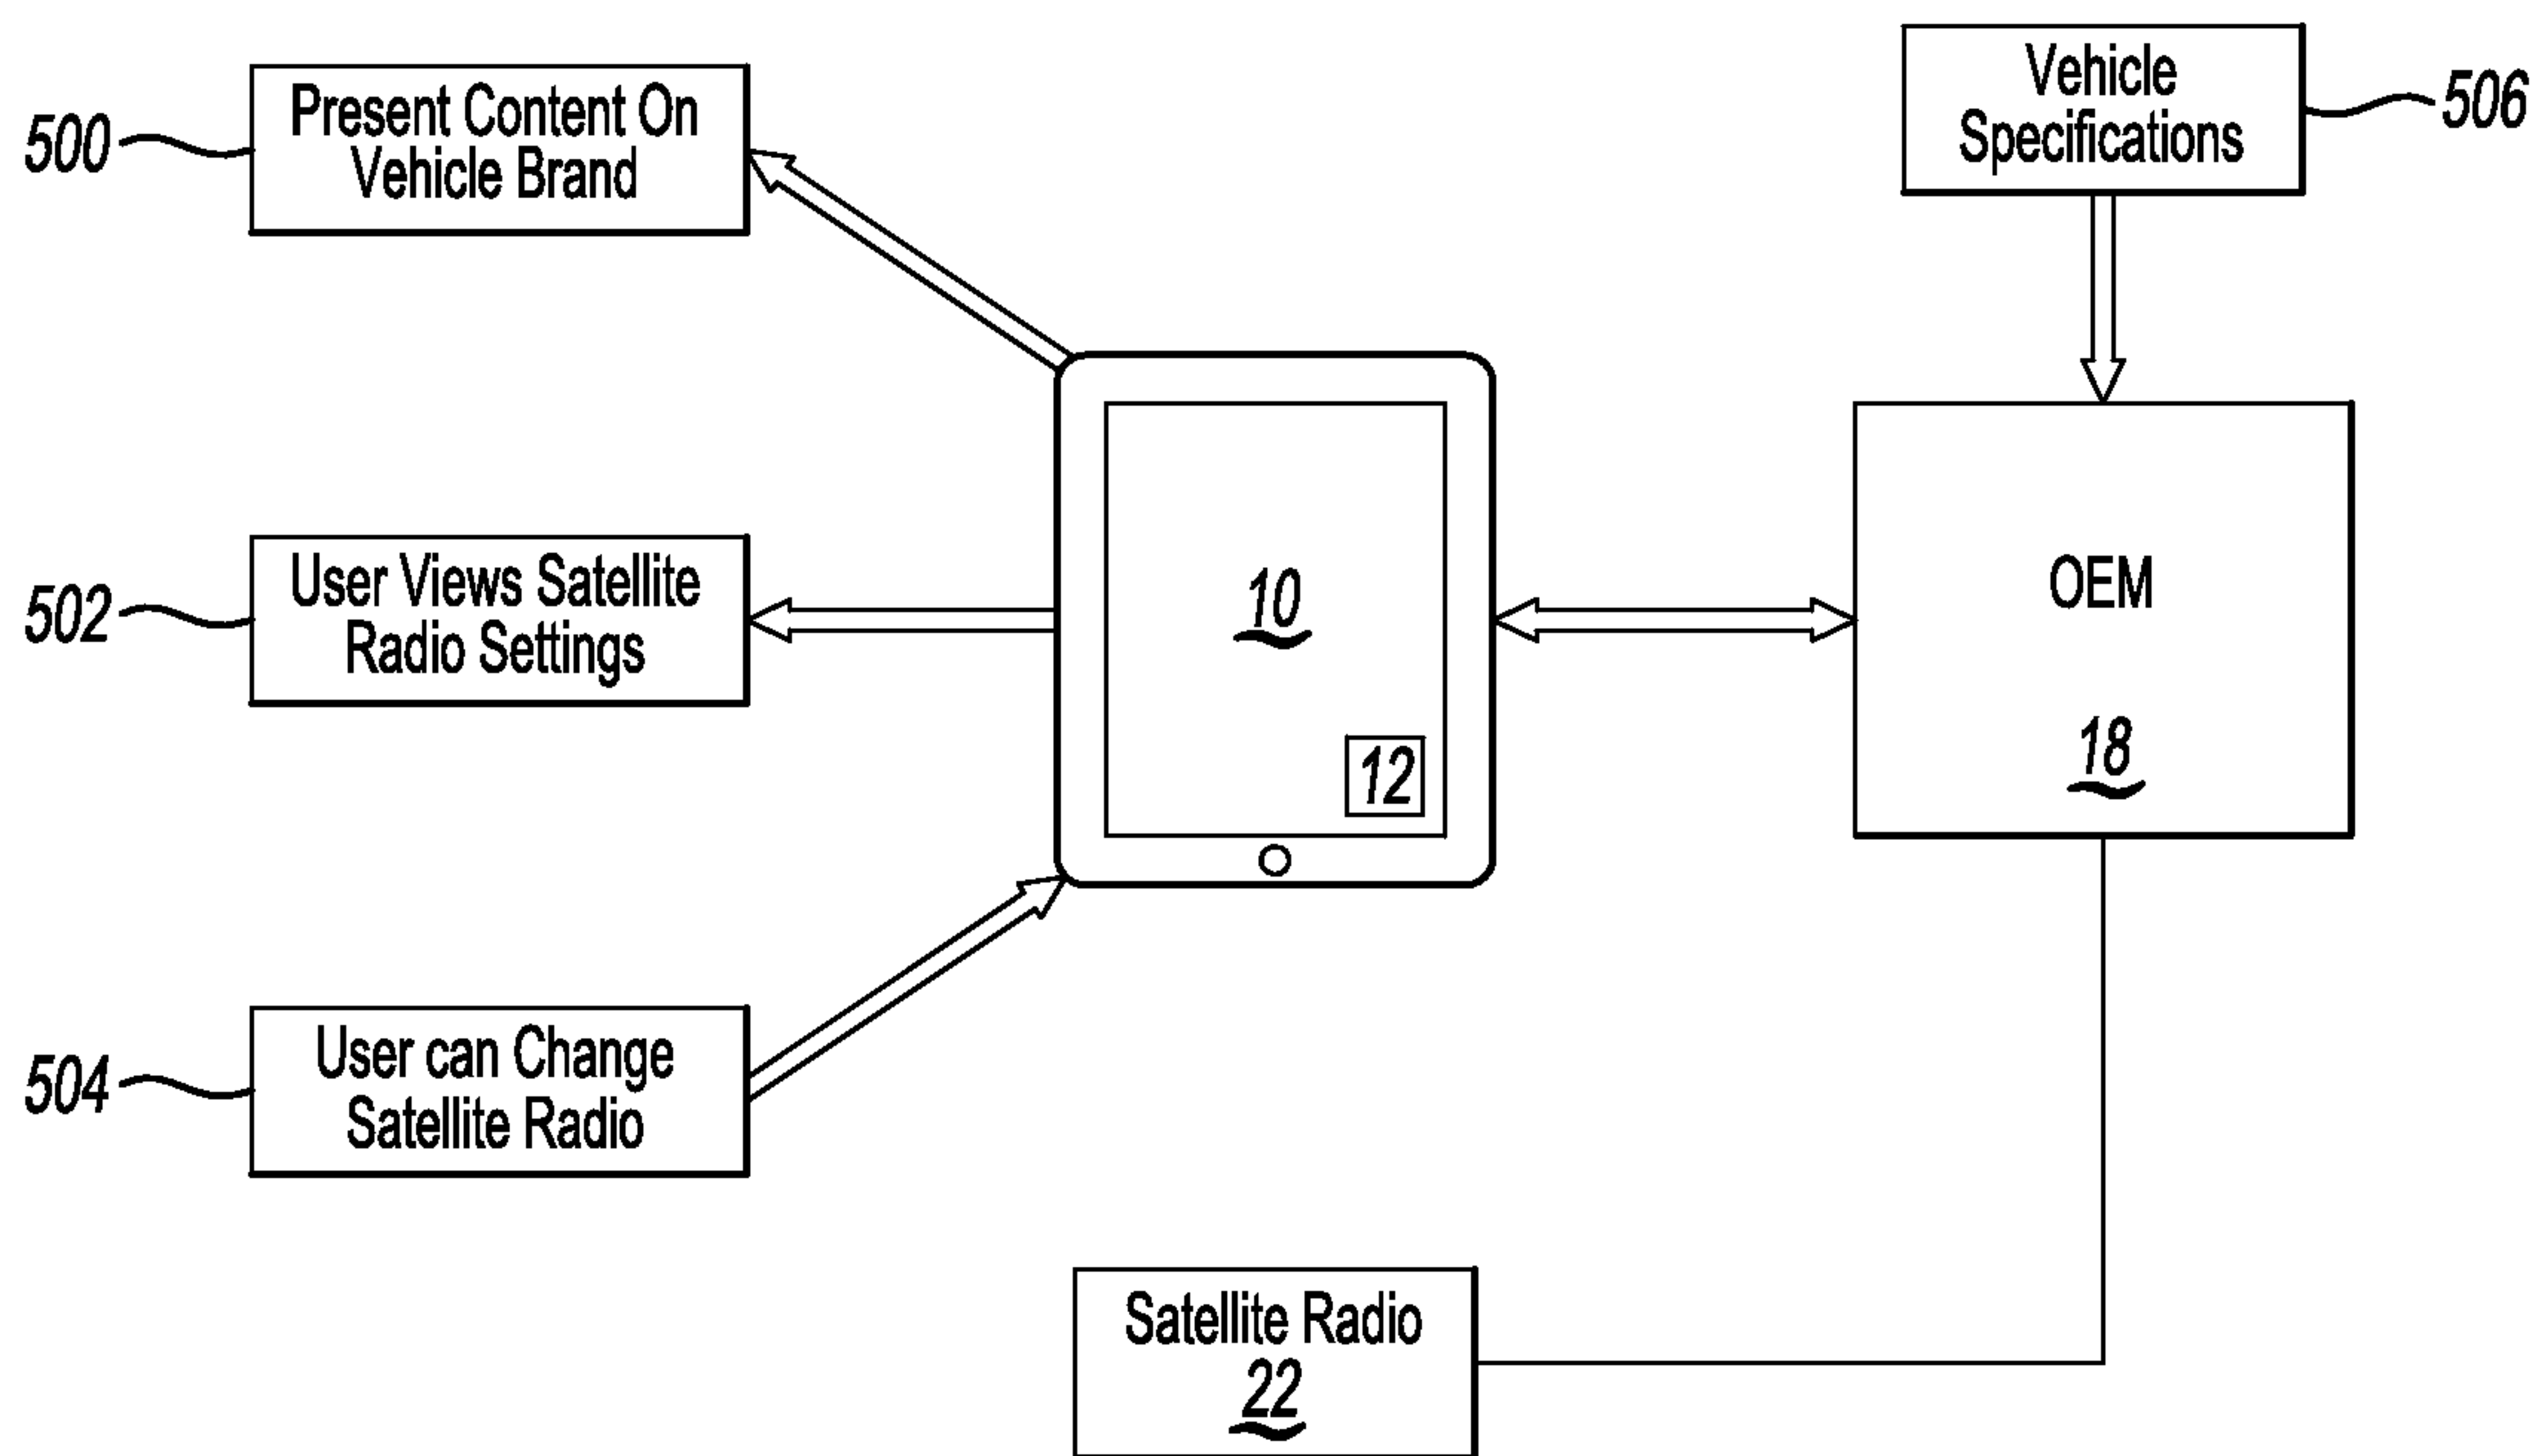 500
Present Content On
Vehicle Brand
Vehicle
Specifications
506
502
User Views Satellite
Radio Settings
10
12
OEM
18
504
User can Change
Satellite Radio
Satellite Radio
22